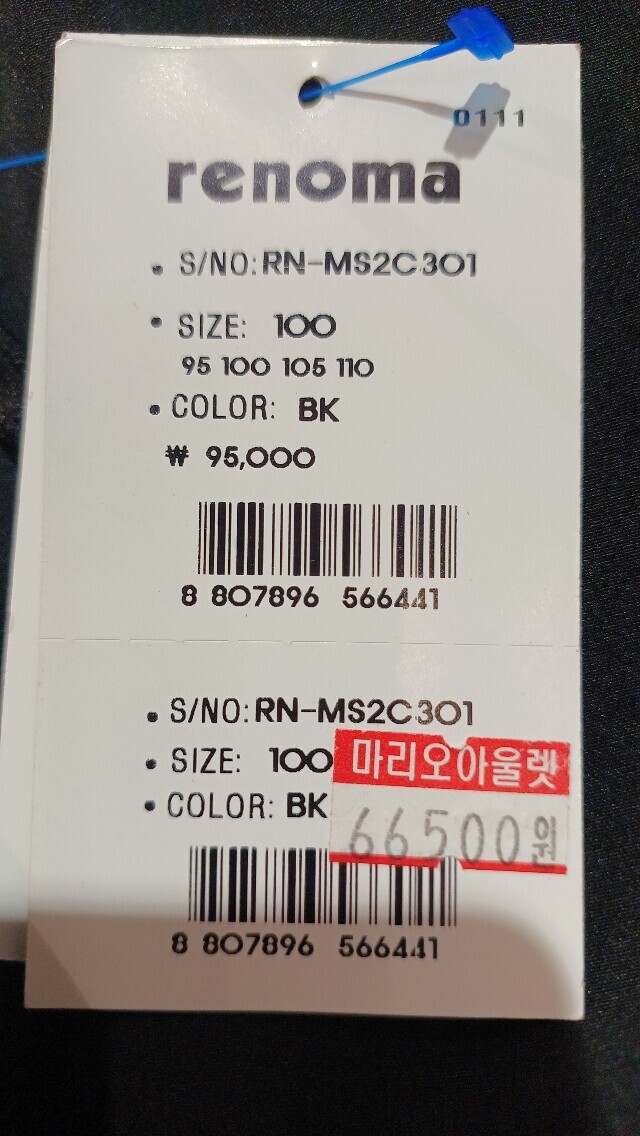 0111
renoma
• S/NO: RN-MS2C301
• SIZE: 100
95 100 105 110
• COLOR: BK
₩ 95,000
8 807896 566441
• S/NO: RN-MS2C301
• SIZE: 100
마리오아울렛
• COLOR: BK
66500원
8 807896 566441